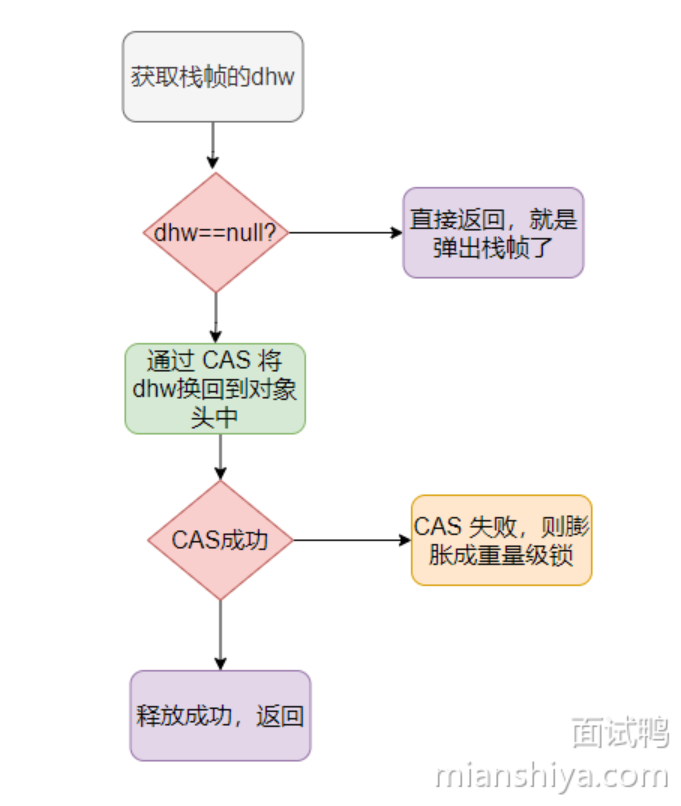 获取栈帧的dhw
dhw==null?
直接返回，就是
弹出栈帧了
通过 CAS 将
dhw换回到对象
头中
CAS成功
CAS 失败，则膨
胀成重量级锁
释放成功，返回
面试鸭
mianshiya.com